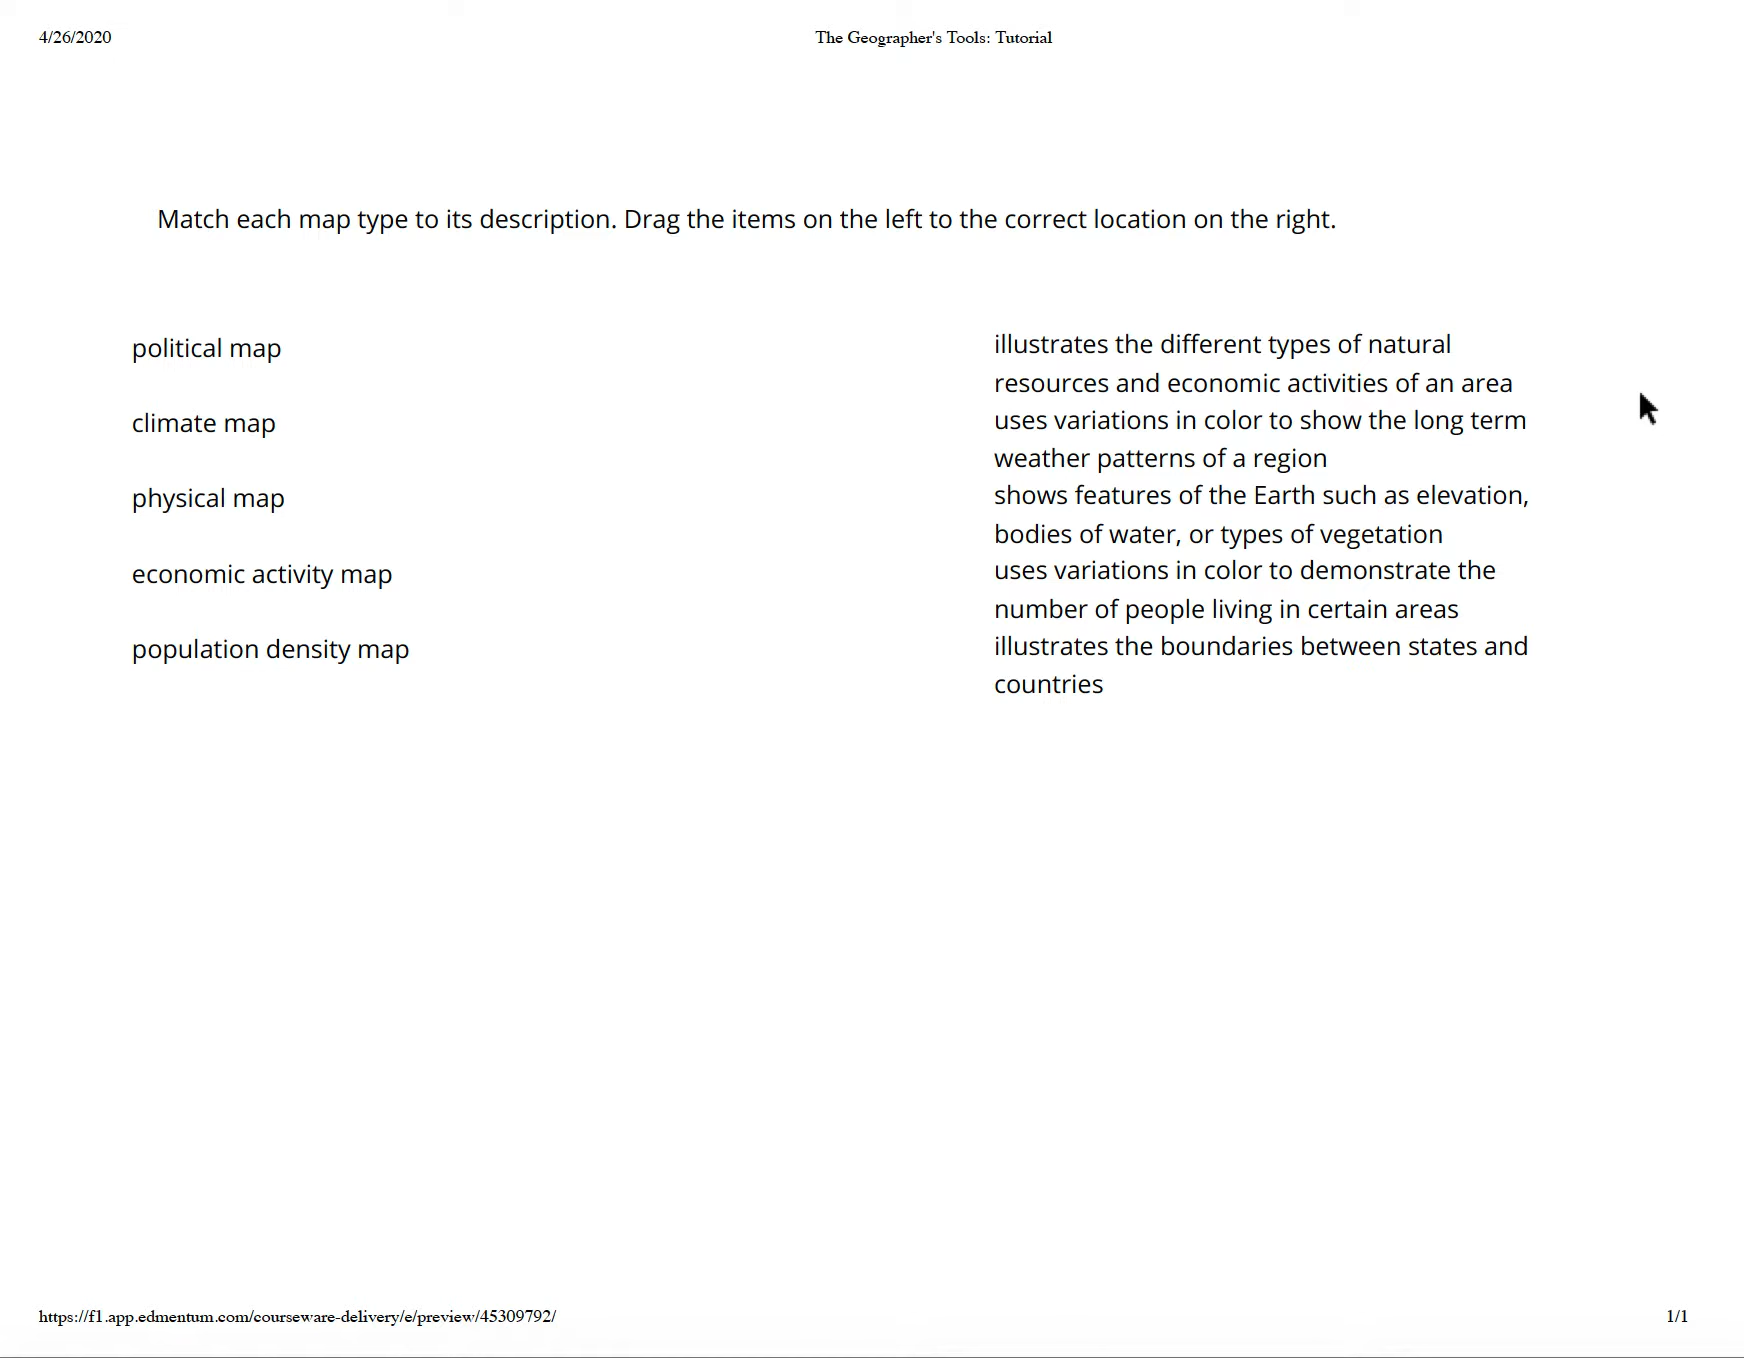 4/26/2020
The Geographer's Tools: Tutorial
Match each map type to its description. Drag the items on the left to the correct location on the right.
political map
climate map
physical map
economic activity map
population density map
illustrates the different types of natural
resources and economic activities of an area
uses variations in color to show the long term
weather patterns of a region
shows features of the Earth such as elevation,
bodies of water, or types of vegetation
uses variations in color to demonstrate the
number of people living in certain areas
illustrates the boundaries between states and
countries
https://f1.app.edmentum.com/courseware-delivery/e/preview/45309792/
1/1